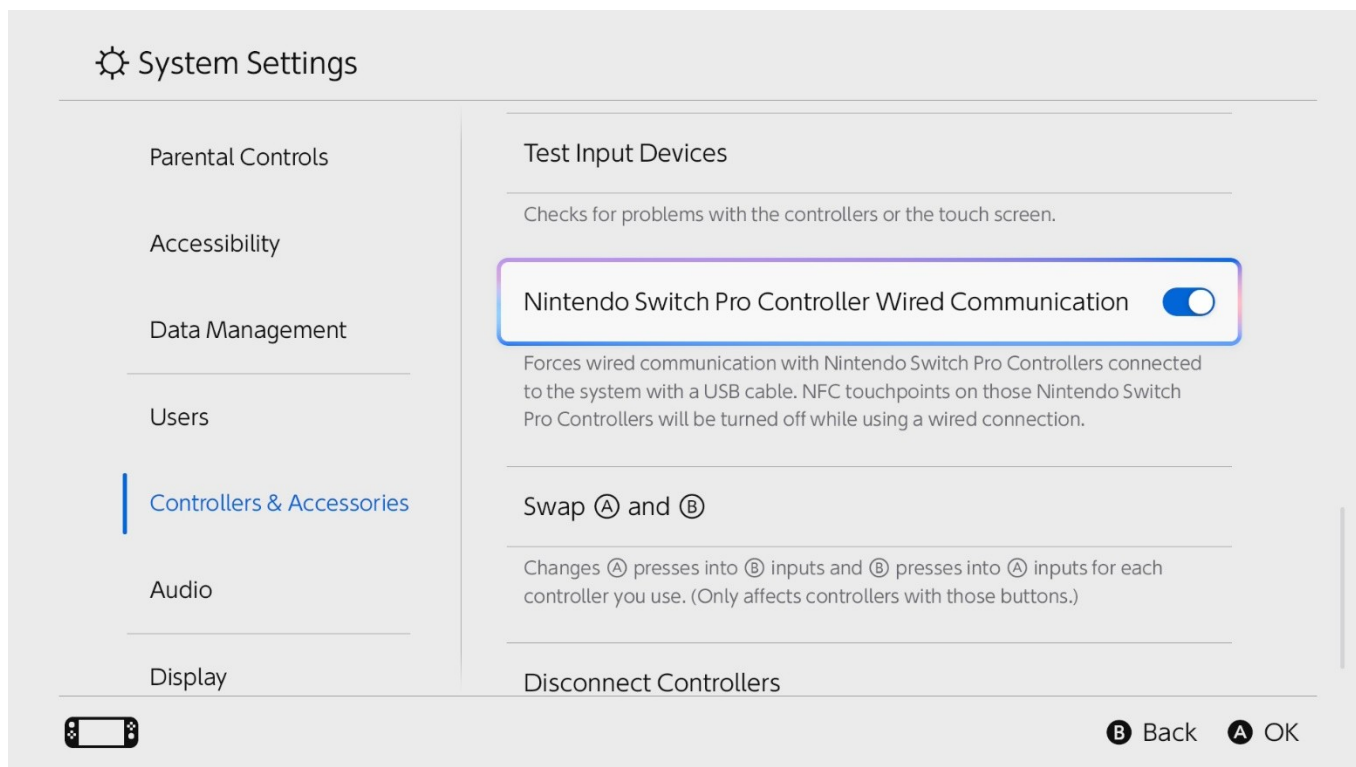 System Settings
Parental Controls
Accessibility
Data Management
Users
Controllers & Accessories
Audio
Display
Test Input Devices
Checks for problems with the controllers or the touch screen.
Nintendo Switch Pro Controller Wired Communication
Forces wired communication with Nintendo Switch Pro Controllers connected
to the system with a USB cable. NFC touchpoints on those Nintendo Switch
Pro Controllers will be turned off while using a wired connection.
Swap Ⓐ and Ⓑ
Changes Ⓐ presses into Ⓑ inputs and Ⓑ presses into Ⓐ inputs for each
controller you use. (Only affects controllers with those buttons.)
Disconnect Controllers
B Back A OK